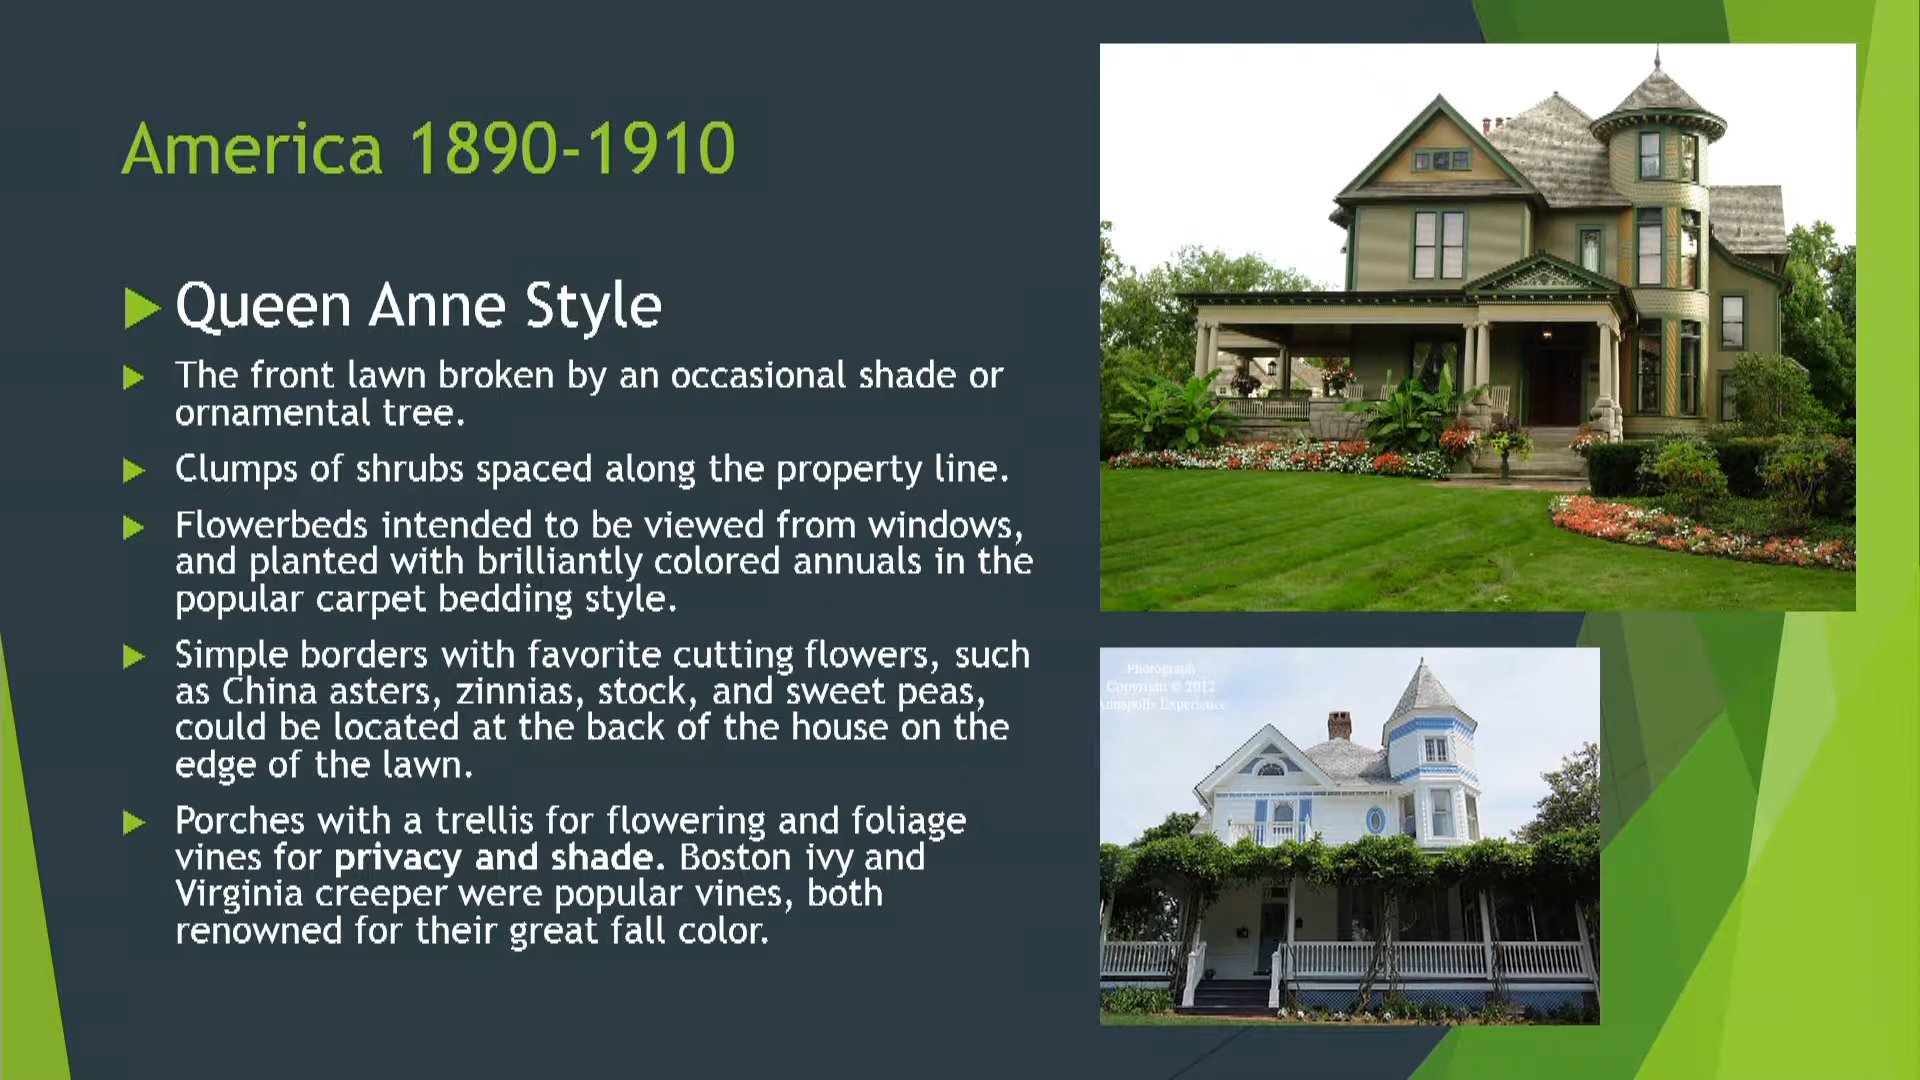 America 1890-1910
Queen Anne Style
The front lawn broken by an occasional shade or
ornamental tree.
Clumps of shrubs spaced along the property line.
Flowerbeds intended to be viewed from windows,
and planted with brilliantly colored annuals in the
popular carpet bedding style.
Simple borders with favorite cutting flowers, such
as China asters, zinnias, stock, and sweet peas,
could be located at the back of the house on the
edge of the lawn.
Porches with a trellis for flowering and foliage
vines for privacy and shade. Boston ivy and
Virginia creeper were popular vines, both
renowned for their great fall color.
Photograph
Copyright © 2012
Annapolis Experience